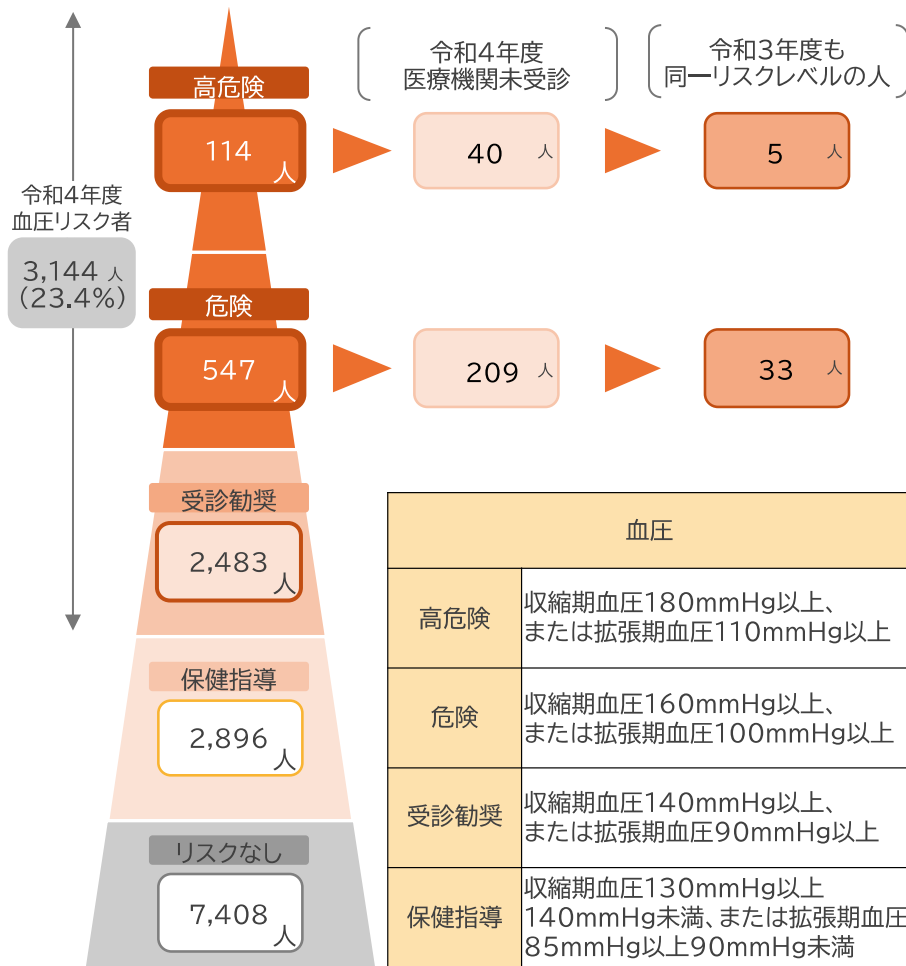 令和4年度
医療機関未受診
令和3年度も
同一リスクレベルの人
高危険
114
人
40 人
5 人
令和4年度
血圧リスク者
3,144 人
(23.4%)
危険
547
人
209 人
33 人
受診勧奨
2,483
人
保健指導
2,896
人
リスクなし
7,408
人
血圧
高危険
収縮期血圧180mmHg以上、
または拡張期血圧110mmHg以上
危険
収縮期血圧160mmHg以上、
または拡張期血圧100mmHg以上
受診勧奨
収縮期血圧140mmHg以上、
または拡張期血圧90mmHg以上
保健指導
収縮期血圧130mmHg以上
140mmHg未満、または拡張期血圧
85mmHg以上90mmHg未満